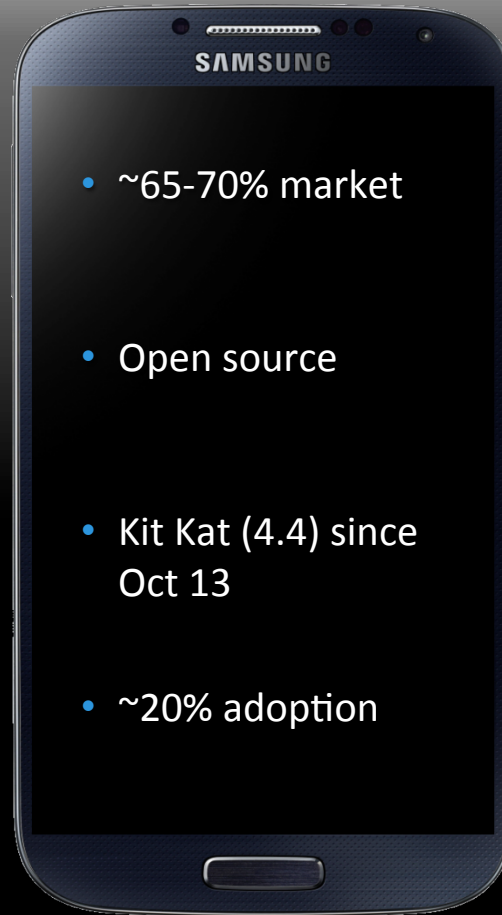 SAMSUNG
• ~65-70% market
• Open source
• Kit Kat (4.4) since
Oct 13
• ~20% adoption